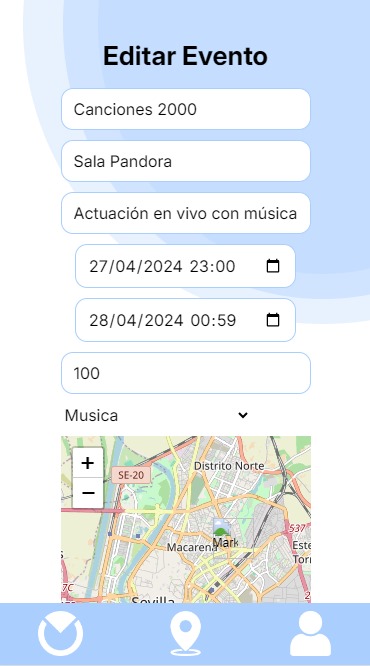 Editar Evento
Canciones 2000
Sala Pandora
Actuación en vivo con música
27/04/2024 23:00
28/04/2024 00:59
100
Musica
+
−
SE-20
Distrito Norte
537
Macarena
Mark
Este
Torr
7C
Sevilla